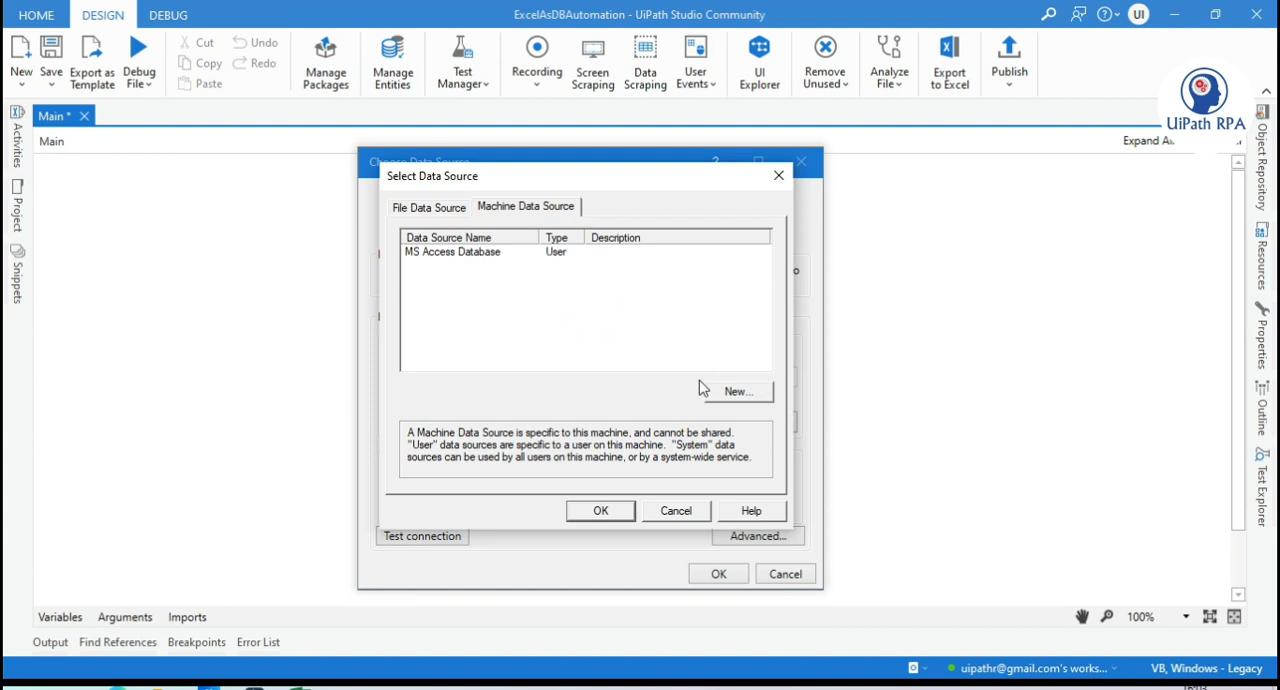 HOME DESIGN DEBUG ExcelAsDBAutomation - UiPath Studio Community UI
New Save Export as Template Debug File Cut Copy Paste Undo Redo Manage Packages Manage Entities Test Manager Recording Screen Scraping Data Scraping User Events UI Explorer Remove Unused Analyze File Export to Excel Publish
UiPath RPA
Main *
Main Expand
Activities
Project
Snippets
Object Repository
Resources
Properties
Outline
Test Explorer
Choose Data Source
Select Data Source
File Data Source Machine Data Source
Data Source Name Type Description
MS Access Database User
New...
A Machine Data Source is specific to this machine, and cannot be shared.
"User" data sources are specific to a user on this machine. "System" data
sources can be used by all users on this machine, or by a system-wide service.
OK Cancel Help
Test connection Advanced...
OK Cancel
Variables Arguments Imports 100%
Output Find References Breakpoints Error List
uipathr@gmail.com's works... VB, Windows - Legacy